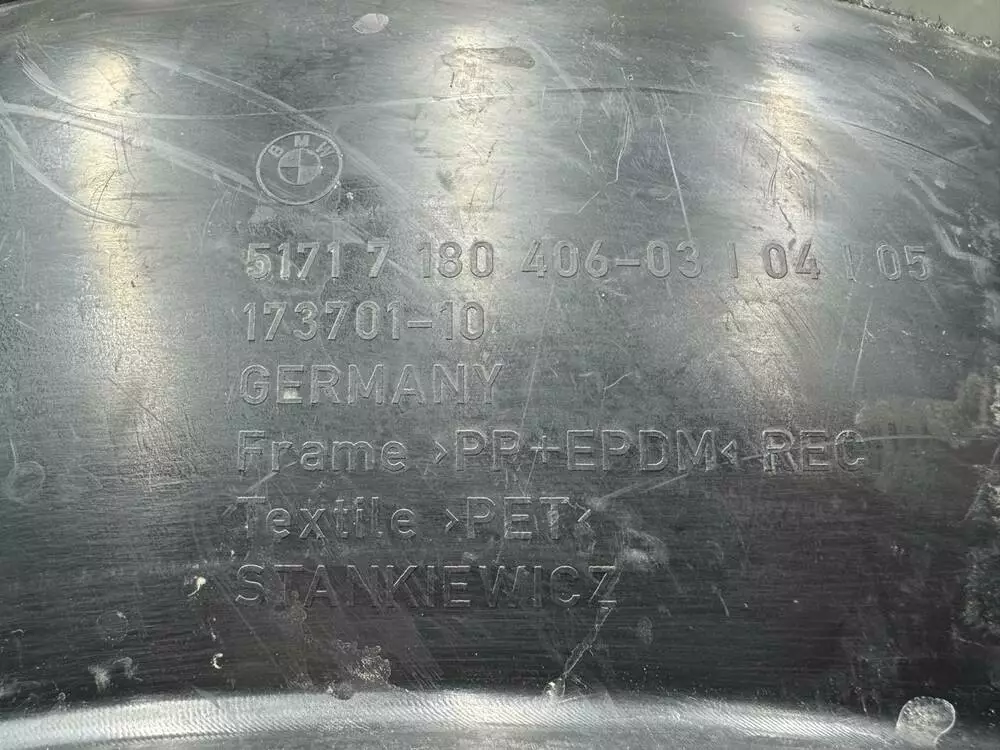 BMW
5171 7 180 406-03 | 04 | 05
173701-10
GERMANY
Frame >PP+EPDM< REC
Textile >PET<
STANKIEWICZ